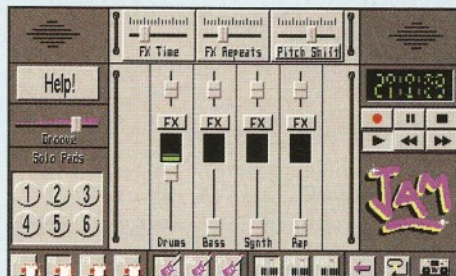 FX Time
FX Repeats
Pitch Shift
Help!
Groove
Solo Pads
1 2 3
4 5 6
FX
FX
FX
FX
Drums
Bass
Synth
Rap
JAM